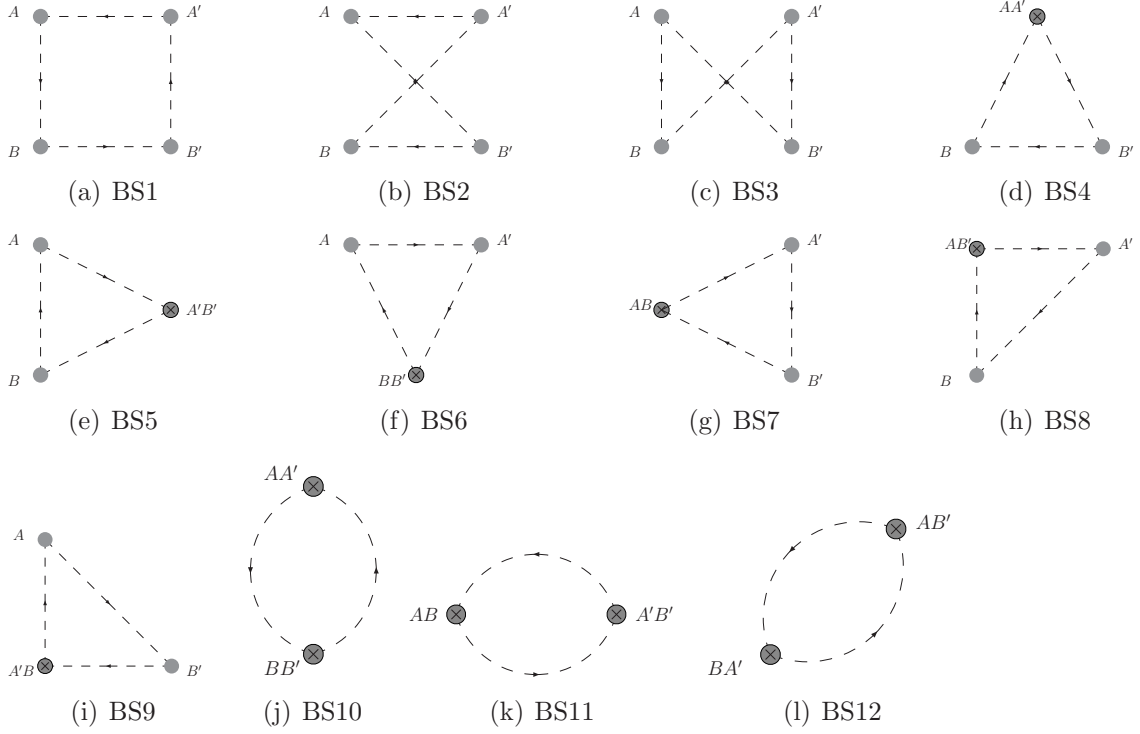 A A′ A A′ A A′ AA′
B B′ B B′ B B′ B B′
(a) BS1 (b) BS2 (c) BS3 (d) BS4
A A′B′ B
A A′ BB′
AB A′ B′
AB′ A′ B
(e) BS5 (f) BS6 (g) BS7 (h) BS8
A A′B B′
AA′ BB′
AB A′B′
AB′ BA′
(i) BS9 (j) BS10 (k) BS11 (l) BS12